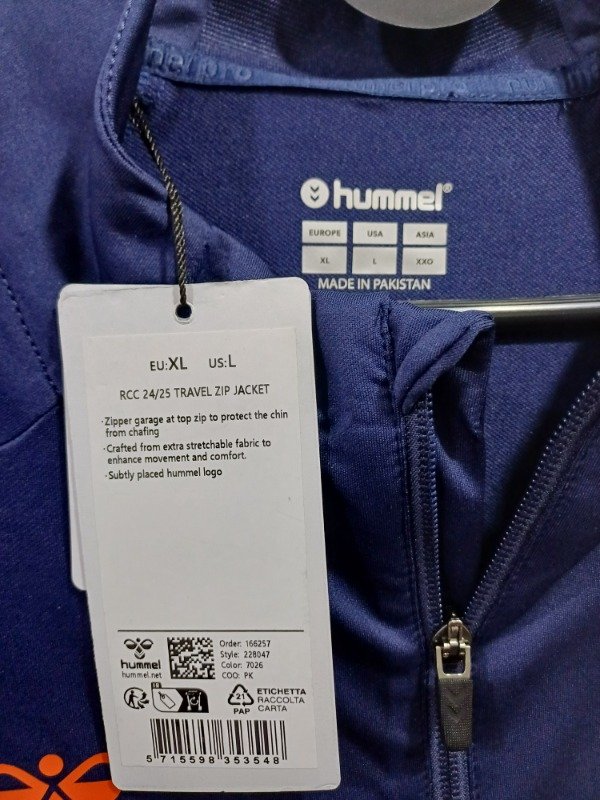 hummel®
EUROPE USA ASIA
XL L XXO
MADE IN PAKISTAN
EU:XL US:L
RCC 24/25 TRAVEL ZIP JACKET
·Zipper garage at top zip to protect the chin
from chafing
·Crafted from extra stretchable fabric to
enhance movement and comfort.
·Subtly placed hummel logo
hummel
hummel.net
Order: 166257
Style: 228047
Color: 7026
COO: PK
21
PAP
ETICHETTA
RACCOLTA
CARTA
5 715598 353548